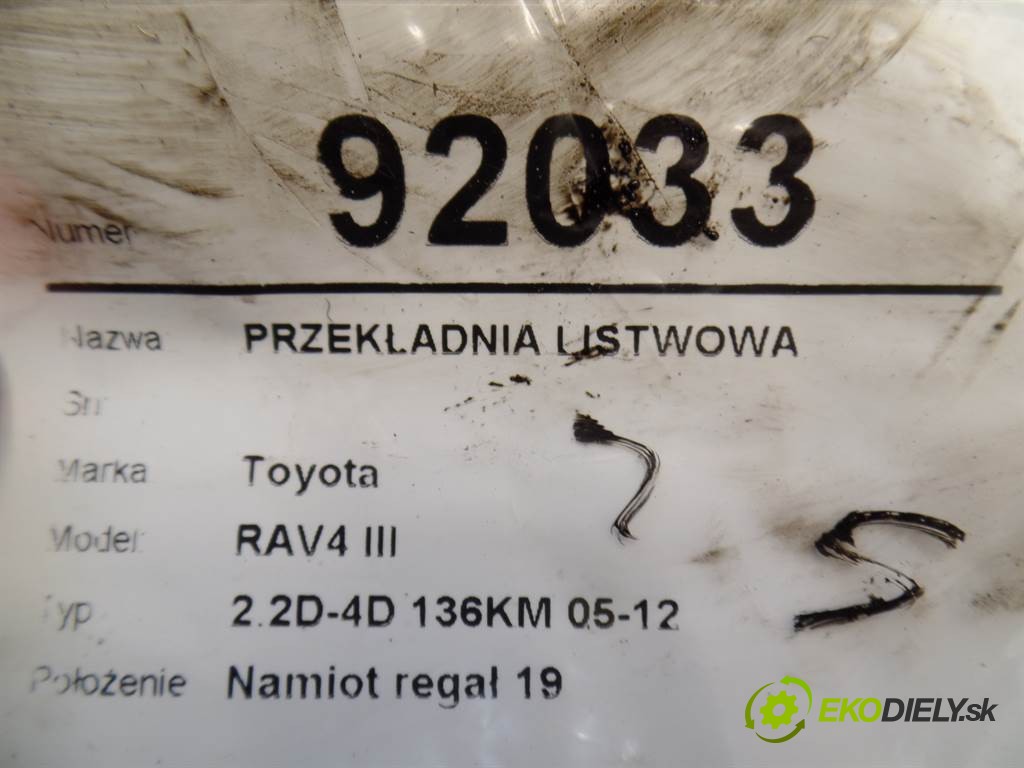 Numer 92033
Nazwa PRZEKŁADNIA LISTWOWA
Sn
Marka Toyota
Model RAV4 III
Typ 2.2D-4D 136KM 05-12
Położenie Namiot regał 19
S
EKODIELY.sk